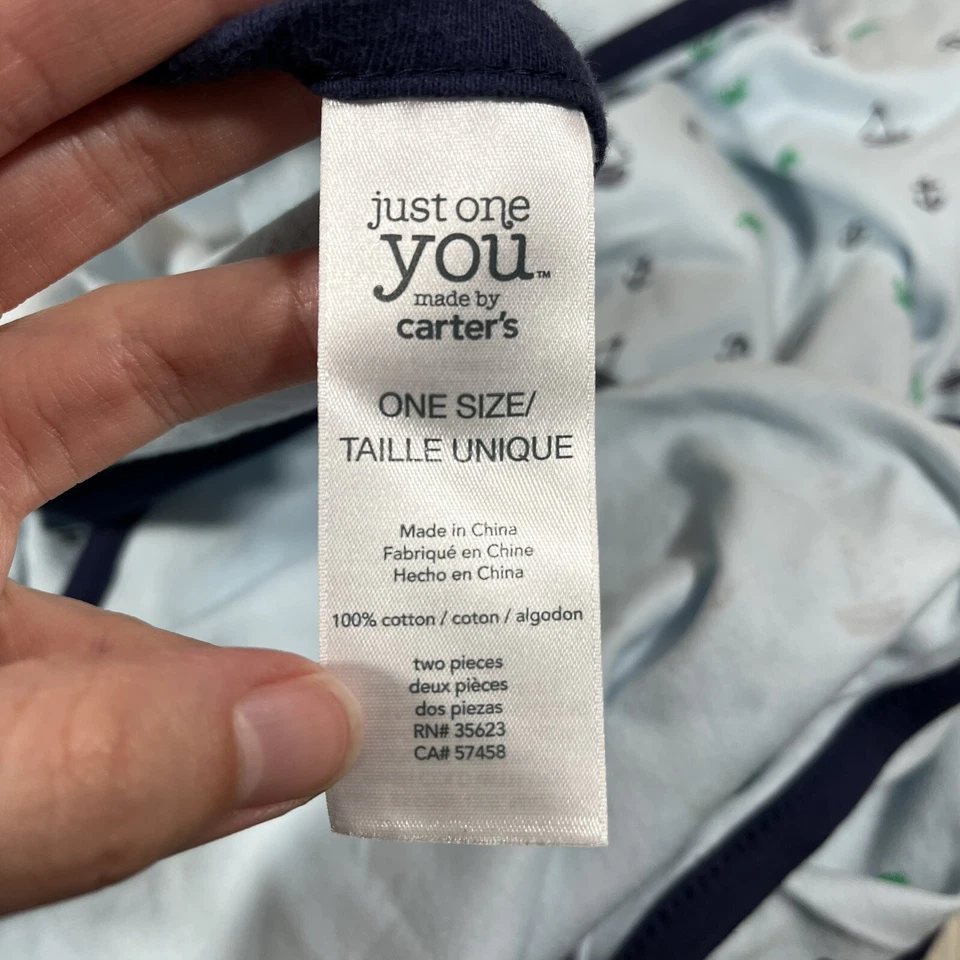 just one
you™
made by
carter's
ONE SIZE/
TAILLE UNIQUE
Made in China
Fabriqué en Chine
Hecho en China
100% cotton / coton / algodon
two pieces
deux pièces
dos piezas
RN# 35623
CA# 57458